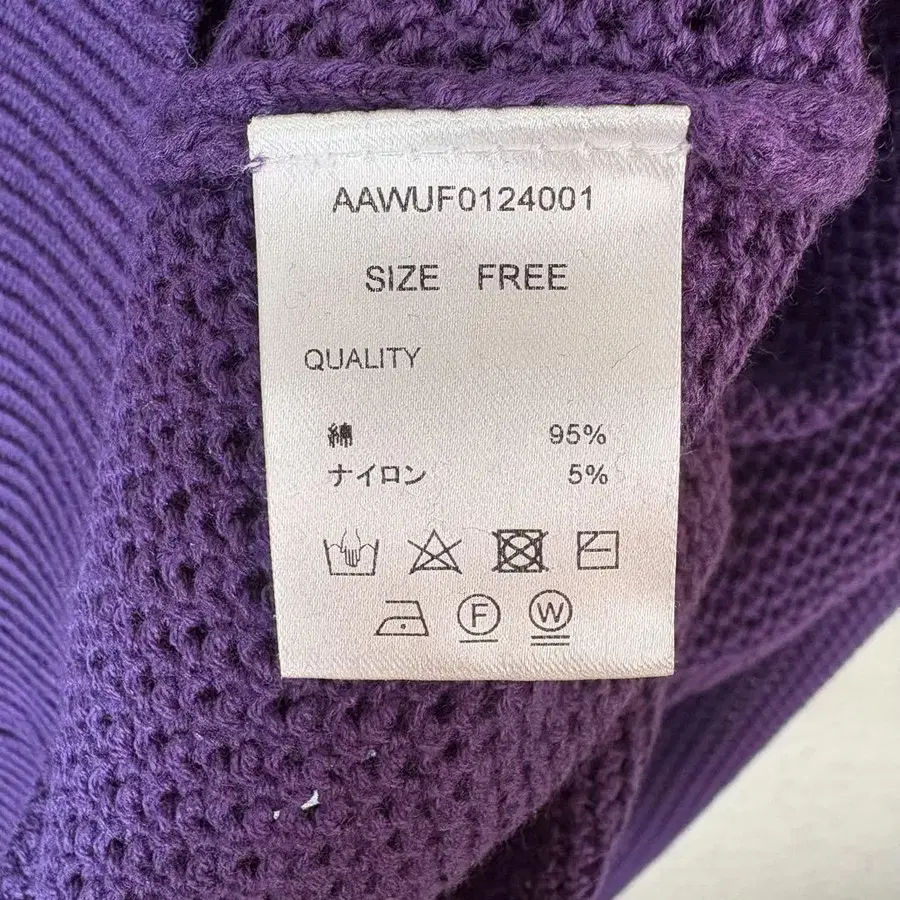 AAWUF0124001
SIZE FREE
QUALITY
綿 95%
ナイロン 5%
F W